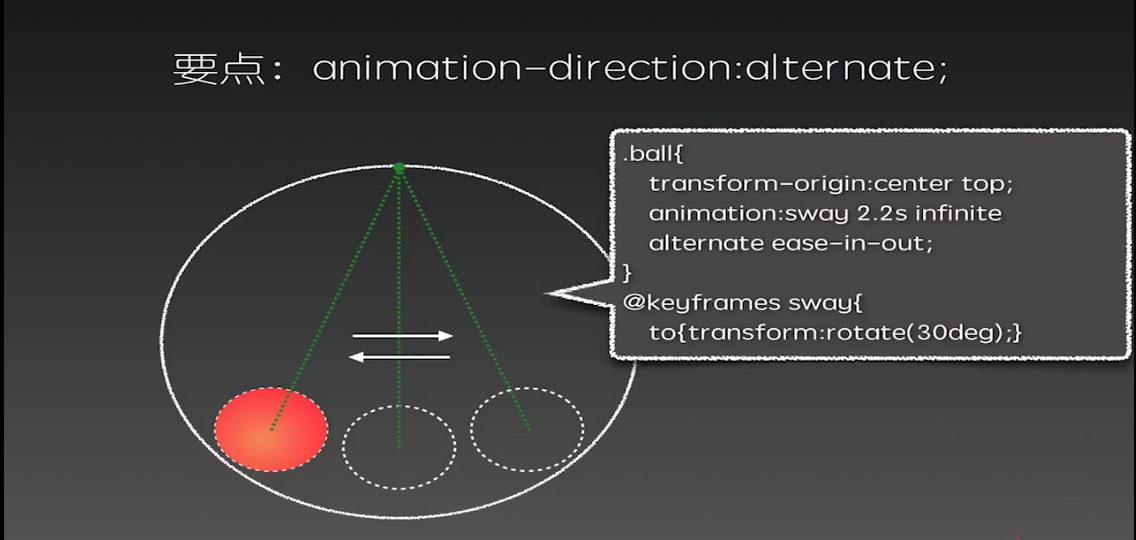 要点：animation-direction:alternate;
.ball{
transform-origin:center top;
animation:sway 2.2s infinite
alternate ease-in-out;
}
@keyframes sway{
to{transform:rotate(30deg);}